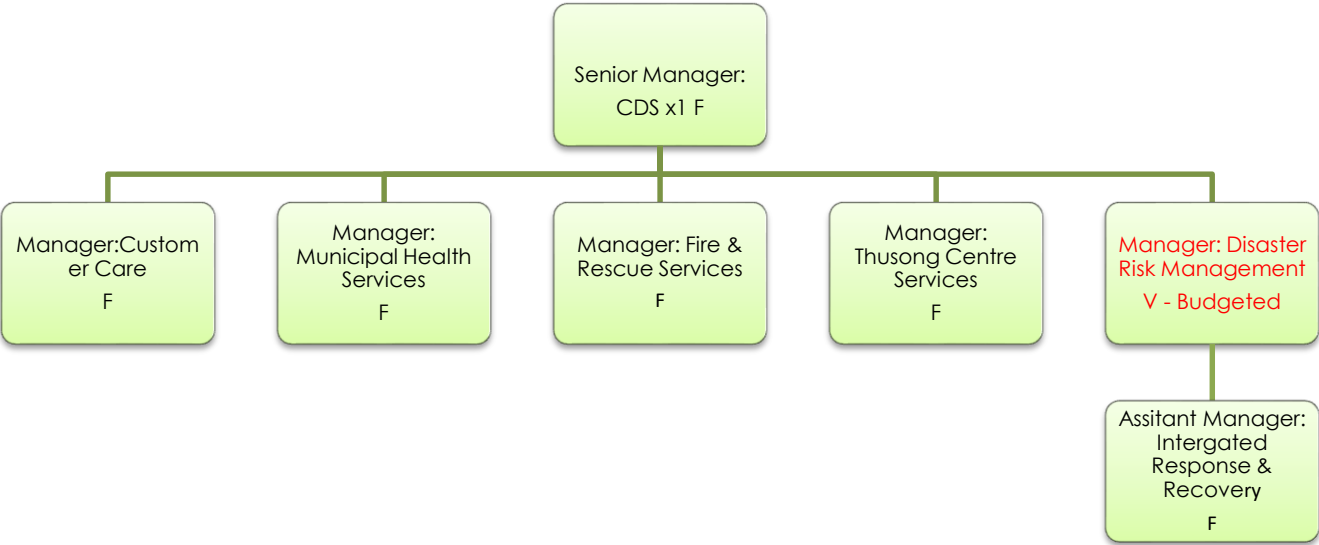 Senior Manager:
CDS x1 F
Manager:Custom
er Care
F
Manager:
Municipal Health
Services
F
Manager: Fire &
Rescue Services
F
Manager:
Thusong Centre
Services
F
Manager: Disaster
Risk Management
V - Budgeted
Assitant Manager:
Intergated
Response &
Recovery
F